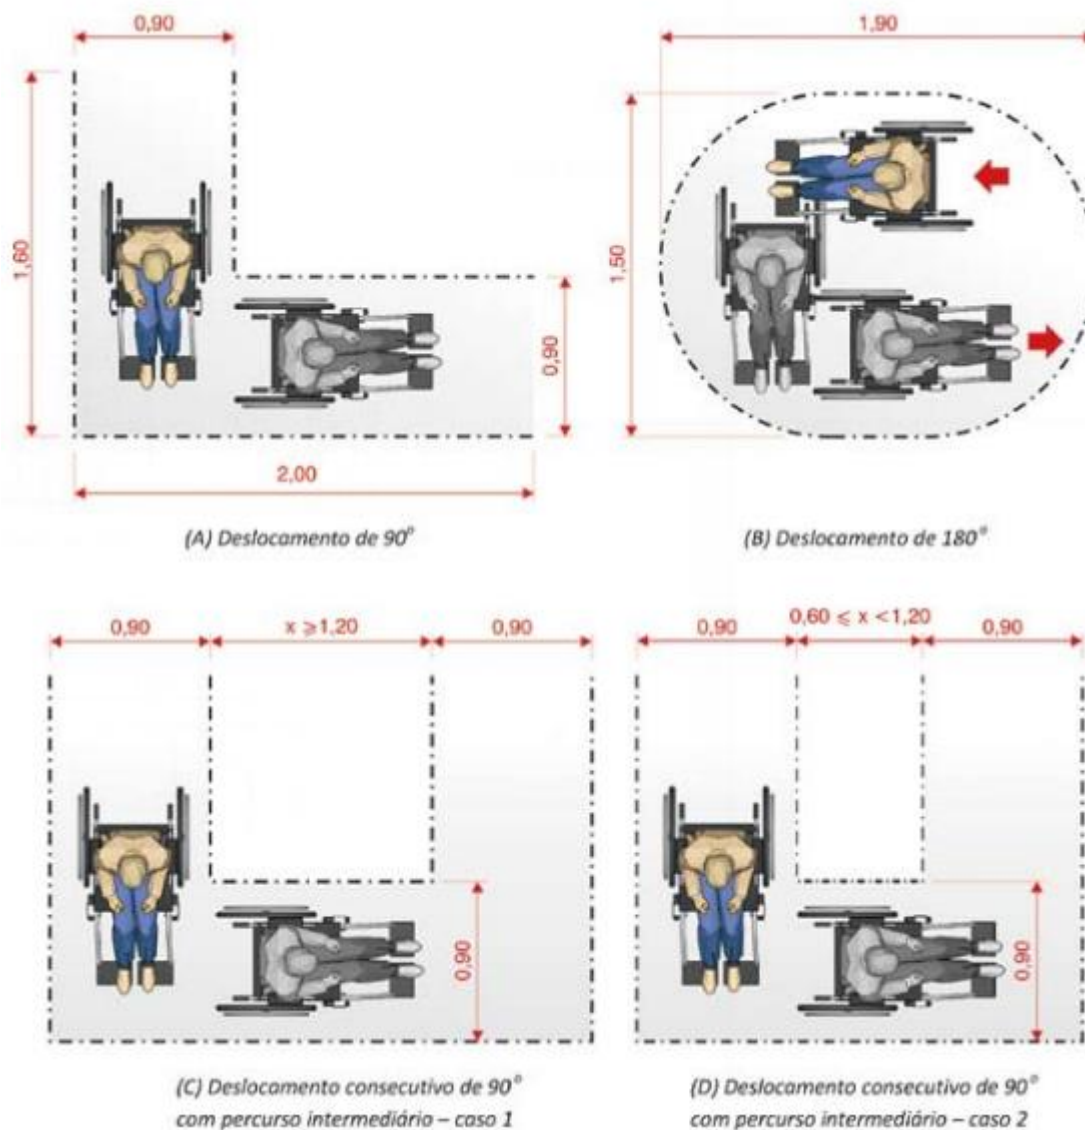 0,90
1,90
1,60
1,50
0,90
2,00
(A) Deslocamento de 90°
(B) Deslocamento de 180°
0,90
x ⩾1,20
0,90
0,90
0,60 ⩽ x <1,20
0,90
0,90
0,90
(C) Deslocamento consecutivo de 90°
com percurso intermediário – caso 1
(D) Deslocamento consecutivo de 90°
com percurso intermediário – caso 2